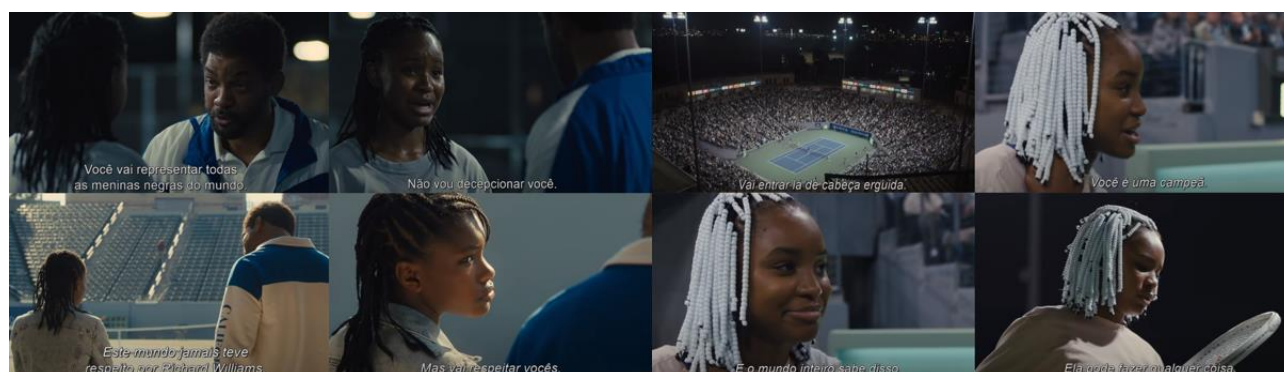 Você vai representar todas
as meninas negras do mundo.
Não vou decepcionar você.
Vai entrar lá de cabeça erguida.
Você é uma campeã.
Este mundo jamais teve
respeito por Richard Williams.
Mas vai respeitar vocês.
E o mundo inteiro sabe disso.
Ela pode fazer qualquer coisa.